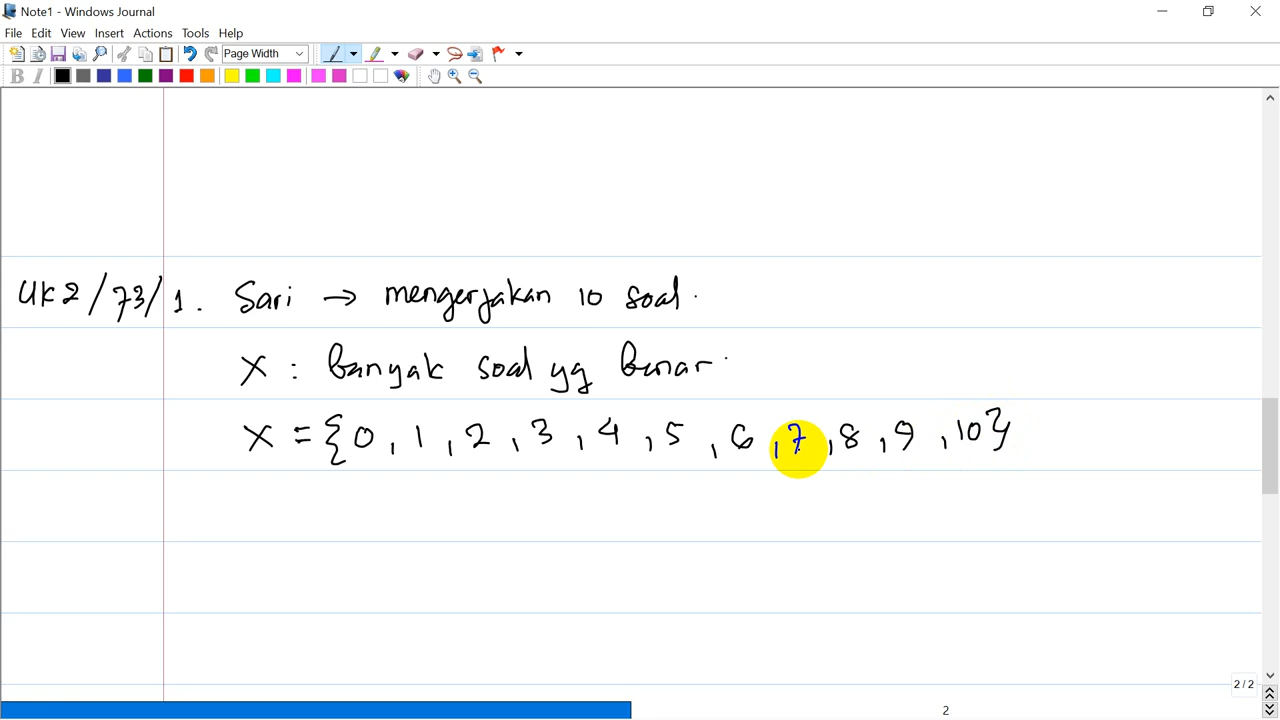 Note1 - Windows Journal
File Edit View Insert Actions Tools Help
Page Width
B I
UK2/73/1. Sari → mengerjakan 10 soal.
X : banyak soal yg benar.
X = {0, 1, 2, 3, 4, 5, 6, 7, 8, 9, 10}
2 / 2
2